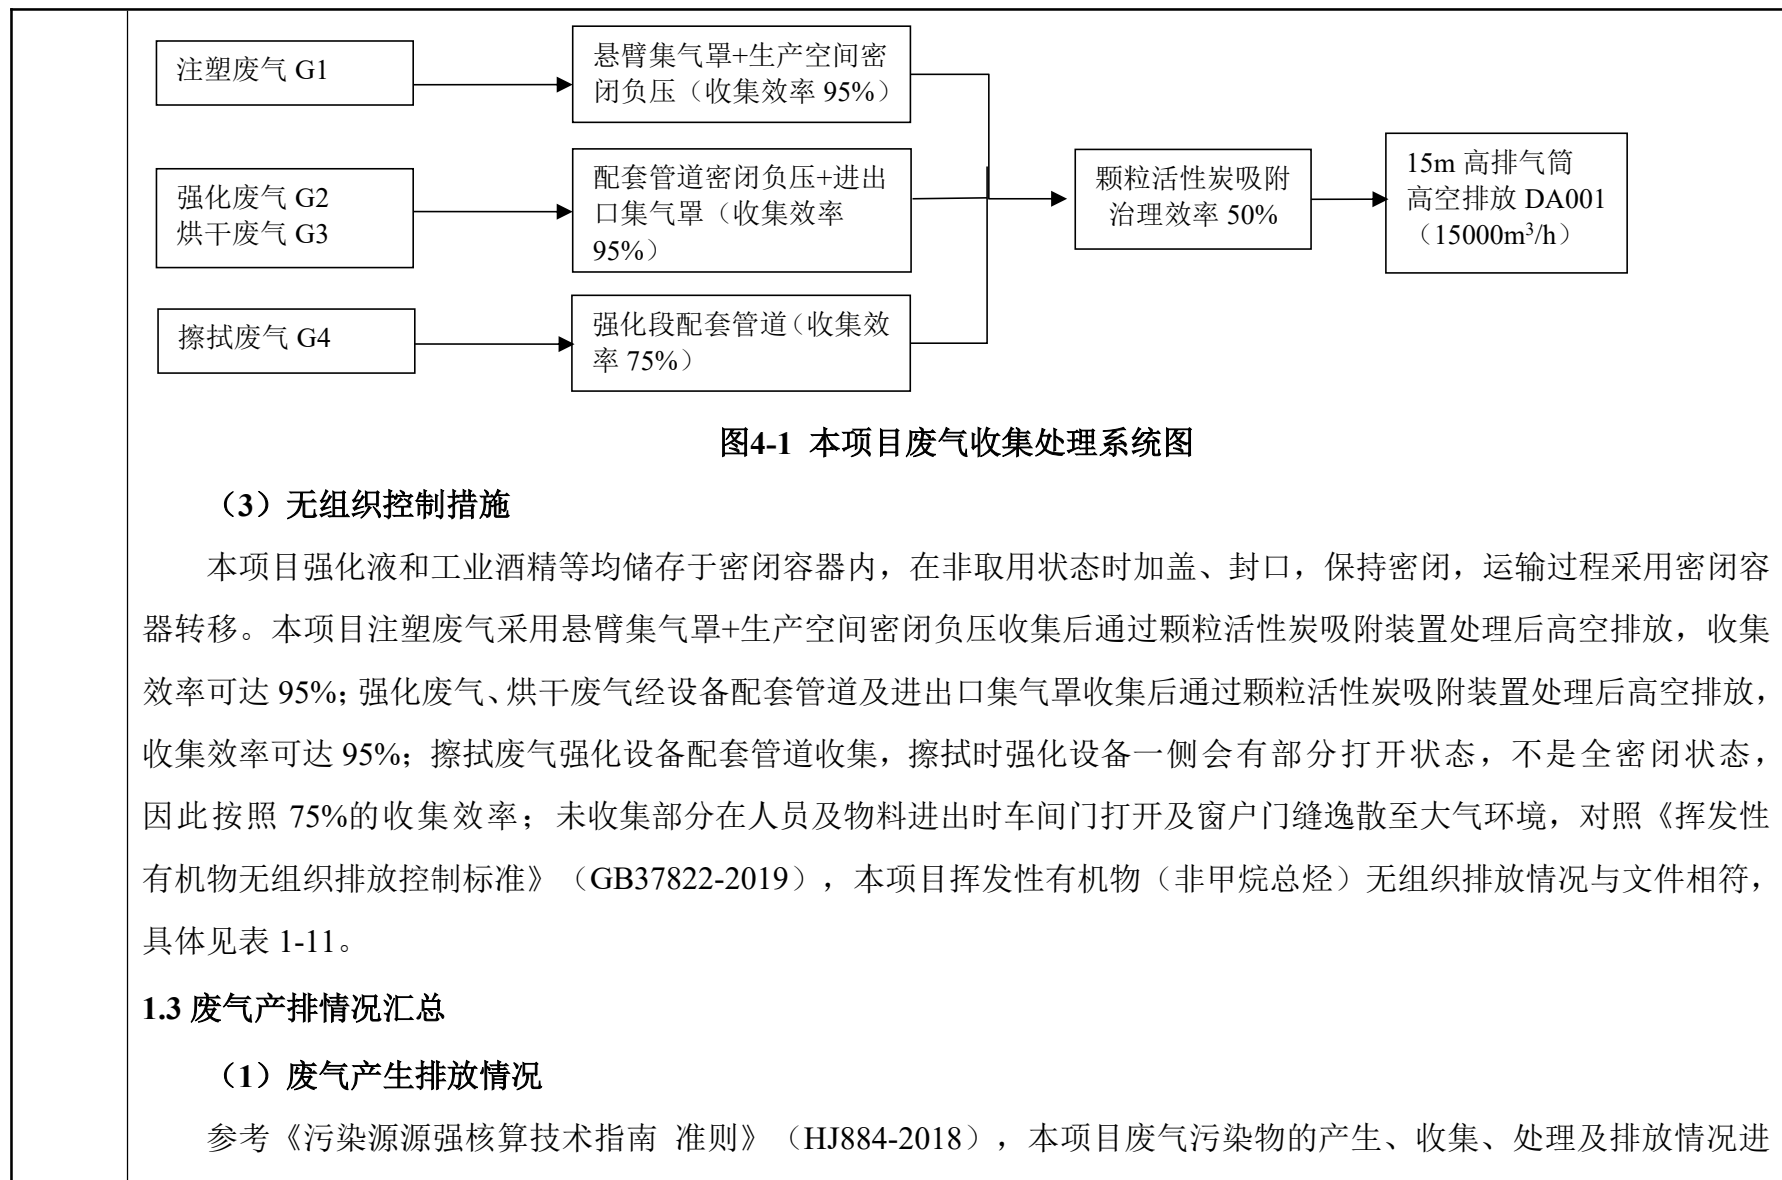 注塑废气 G1
悬臂集气罩+生产空间密
闭负压（收集效率 95%）
强化废气 G2
烘干废气 G3
配套管道密闭负压+进出
口集气罩（收集效率
95%）
擦拭废气 G4
强化段配套管道（收集效
率 75%）
颗粒活性炭吸附
治理效率 50%
15m 高排气筒
高空排放 DA001
（15000m³/h）
图4-1 本项目废气收集处理系统图
（3）无组织控制措施
本项目强化液和工业酒精等均储存于密闭容器内，在非取用状态时加盖、封口，保持密闭，运输过程采用密闭容
器转移。本项目注塑废气采用悬臂集气罩+生产空间密闭负压收集后通过颗粒活性炭吸附装置处理后高空排放，收集
效率可达 95%；强化废气、烘干废气经设备配套管道及进出口集气罩收集后通过颗粒活性炭吸附装置处理后高空排放，
收集效率可达 95%；擦拭废气强化设备配套管道收集，擦拭时强化设备一侧会有部分打开状态，不是全密闭状态，
因此按照 75%的收集效率；未收集部分在人员及物料进出时车间门打开及窗户门缝逸散至大气环境，对照《挥发性
有机物无组织排放控制标准》（GB37822-2019），本项目挥发性有机物（非甲烷总烃）无组织排放情况与文件相符，
具体见表 1-11。
1.3 废气产排情况汇总
（1）废气产生排放情况
参考《污染源源强核算技术指南 准则》（HJ884-2018），本项目废气污染物的产生、收集、处理及排放情况进